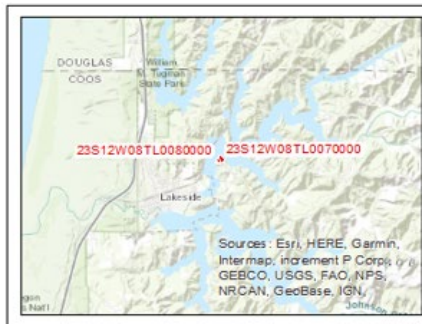 DOUGLAS
COOS
William
M. Tugman
State Park
23S12W08TL0080000
23S12W08TL0070000
Lakeside
Sources: Esri, HERE, Garmin,
Intermap, increment P Corp.,
GEBCO, USGS, FAO, NPS,
NRCAN, GeoBase, IGN,